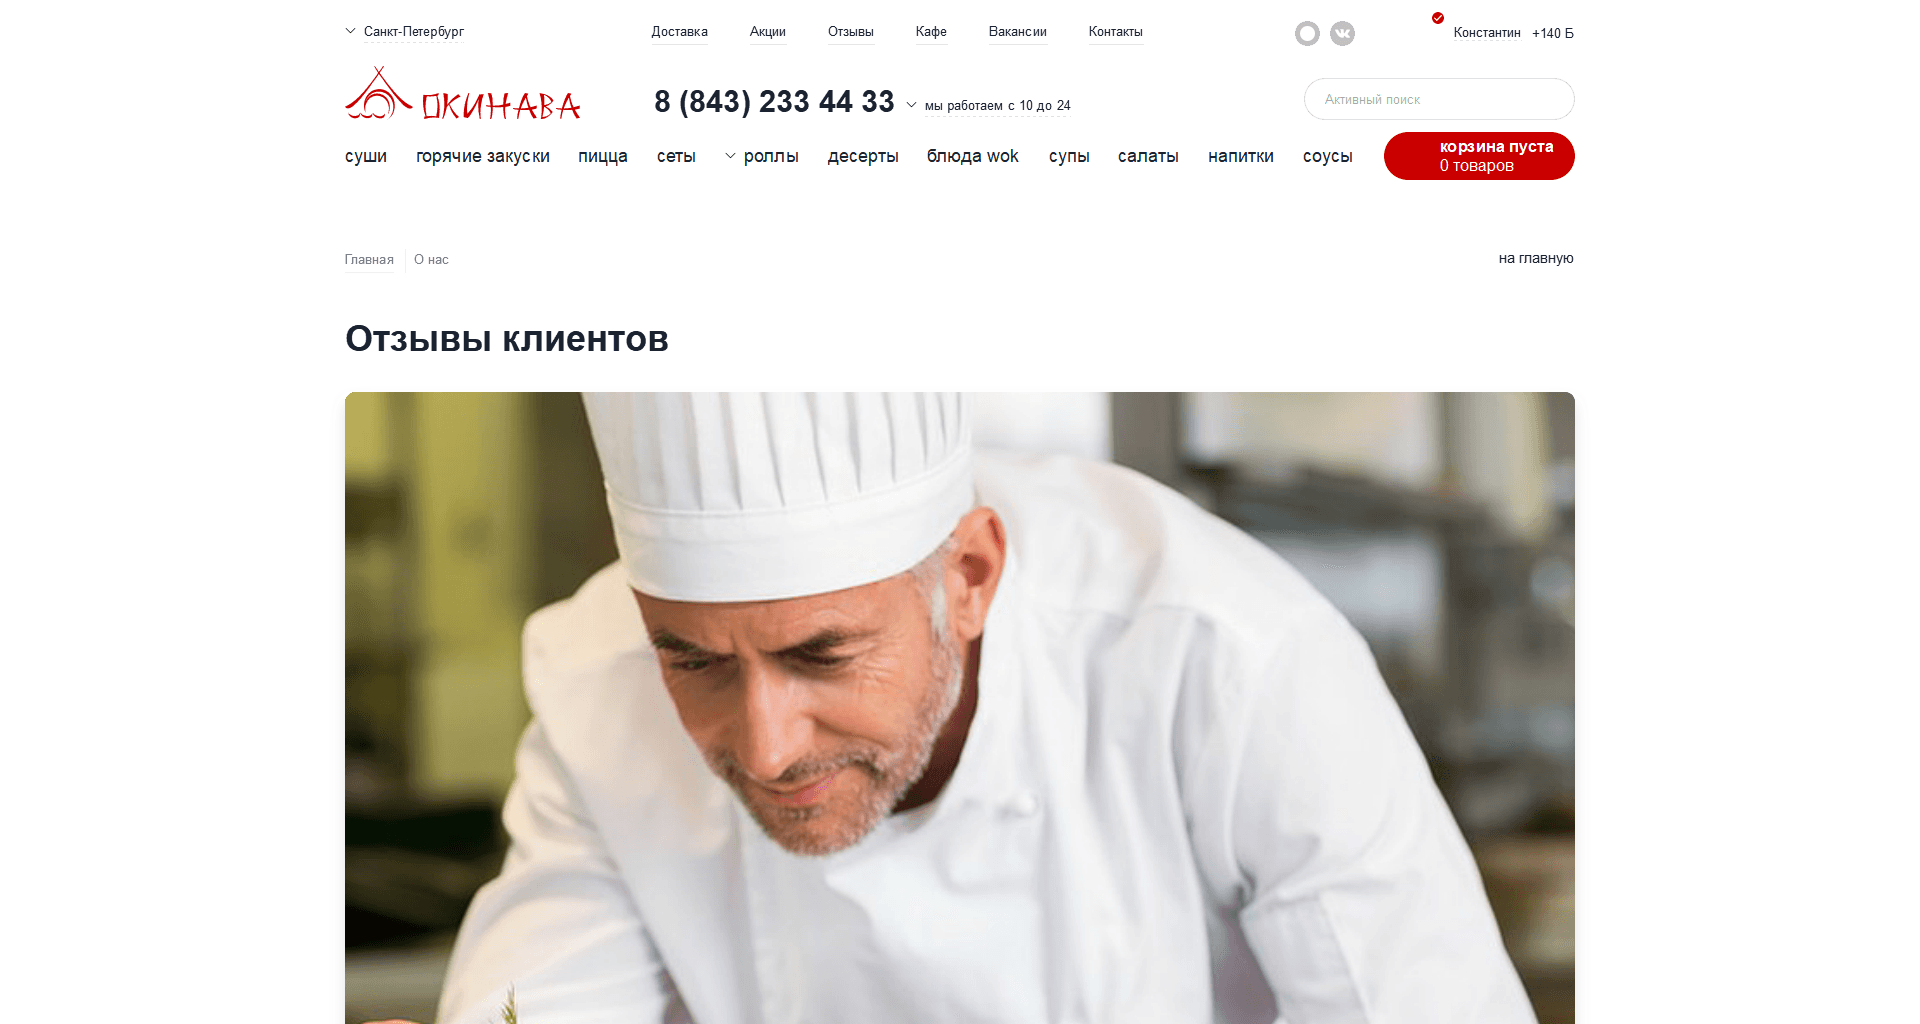 Санкт-Петербург
Доставка Акции Отзывы Кафе Вакансии Контакты
Константин +140 Б
ОКИНАВА
8 (843) 233 44 33
мы работаем с 10 до 24
Активный поиск
суши горячие закуски пицца сеты роллы десерты блюда wok супы салаты напитки соусы
корзина пуста
0 товаров
Главная О нас
на главную
Отзывы клиентов